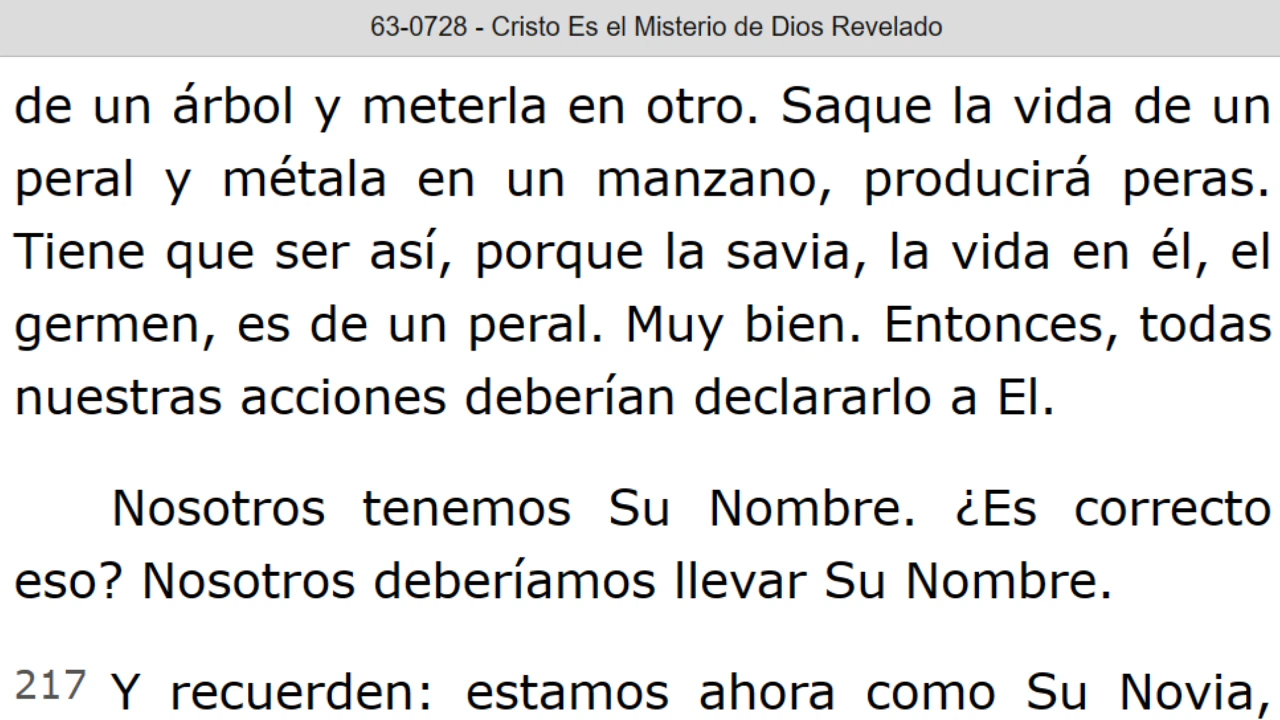 63-0728 - Cristo Es el Misterio de Dios Revelado
de un árbol y meterla en otro. Saque la vida de un
peral y métala en un manzano, producirá peras.
Tiene que ser así, porque la savia, la vida en él, el
germen, es de un peral. Muy bien. Entonces, todas
nuestras acciones deberían declararlo a El.
Nosotros tenemos Su Nombre. ¿Es correcto
eso? Nosotros deberíamos llevar Su Nombre.
217 Y recuerden: estamos ahora como Su Novia,